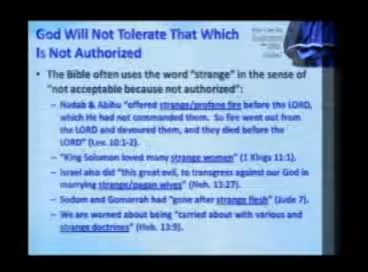 God Will Not Tolerate That Which
Is Not Authorized
• The Bible often uses the word "strange" in the sense of
"not acceptable because not authorized":
– Nadab & Abihu "offered strange/profane fire before the LORD,
which He had not commanded them. So fire went out from
the LORD and devoured them, and they died before the
LORD" (Lev. 10:1-2).
– "King Solomon loved many strange women" (1 Kings 11:1).
– Israel also did "this great evil, to transgress against our God in
marrying strange/pagan wives" (Neh. 13:27).
– Sodom and Gomorrah had "gone after strange flesh" (Jude 7).
– We are warned about being "carried about with various and
strange doctrines" (Heb. 13:9).